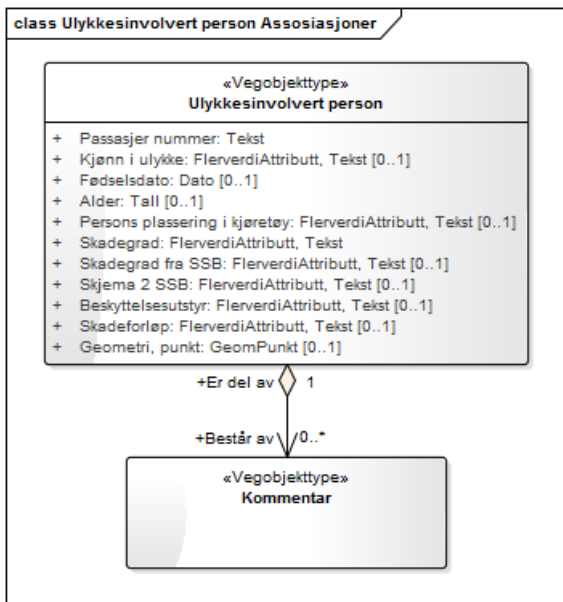 class Ulykkesinvolvert person Assosiasjoner
«Vegobjekttype»
Ulykkesinvolvert person
+ Passasjer nummer: Tekst
+ Kjønn i ulykke: FlerverdiAttributt, Tekst [0..1]
+ Fødselsdato: Dato [0..1]
+ Alder: Tall [0..1]
+ Persons plassering i kjøretøy: FlerverdiAttributt, Tekst [0..1]
+ Skadegrad: FlerverdiAttributt, Tekst
+ Skadegrad fra SSB: FlerverdiAttributt, Tekst [0..1]
+ Skjema 2 SSB: FlerverdiAttributt, Tekst [0..1]
+ Beskyttelsesutstyr: FlerverdiAttributt, Tekst [0..1]
+ Skadeforløp: FlerverdiAttributt, Tekst [0..1]
+ Geometri, punkt: GeomPunkt [0..1]
+Er del av 1
+Består av 0..*
«Vegobjekttype»
Kommentar